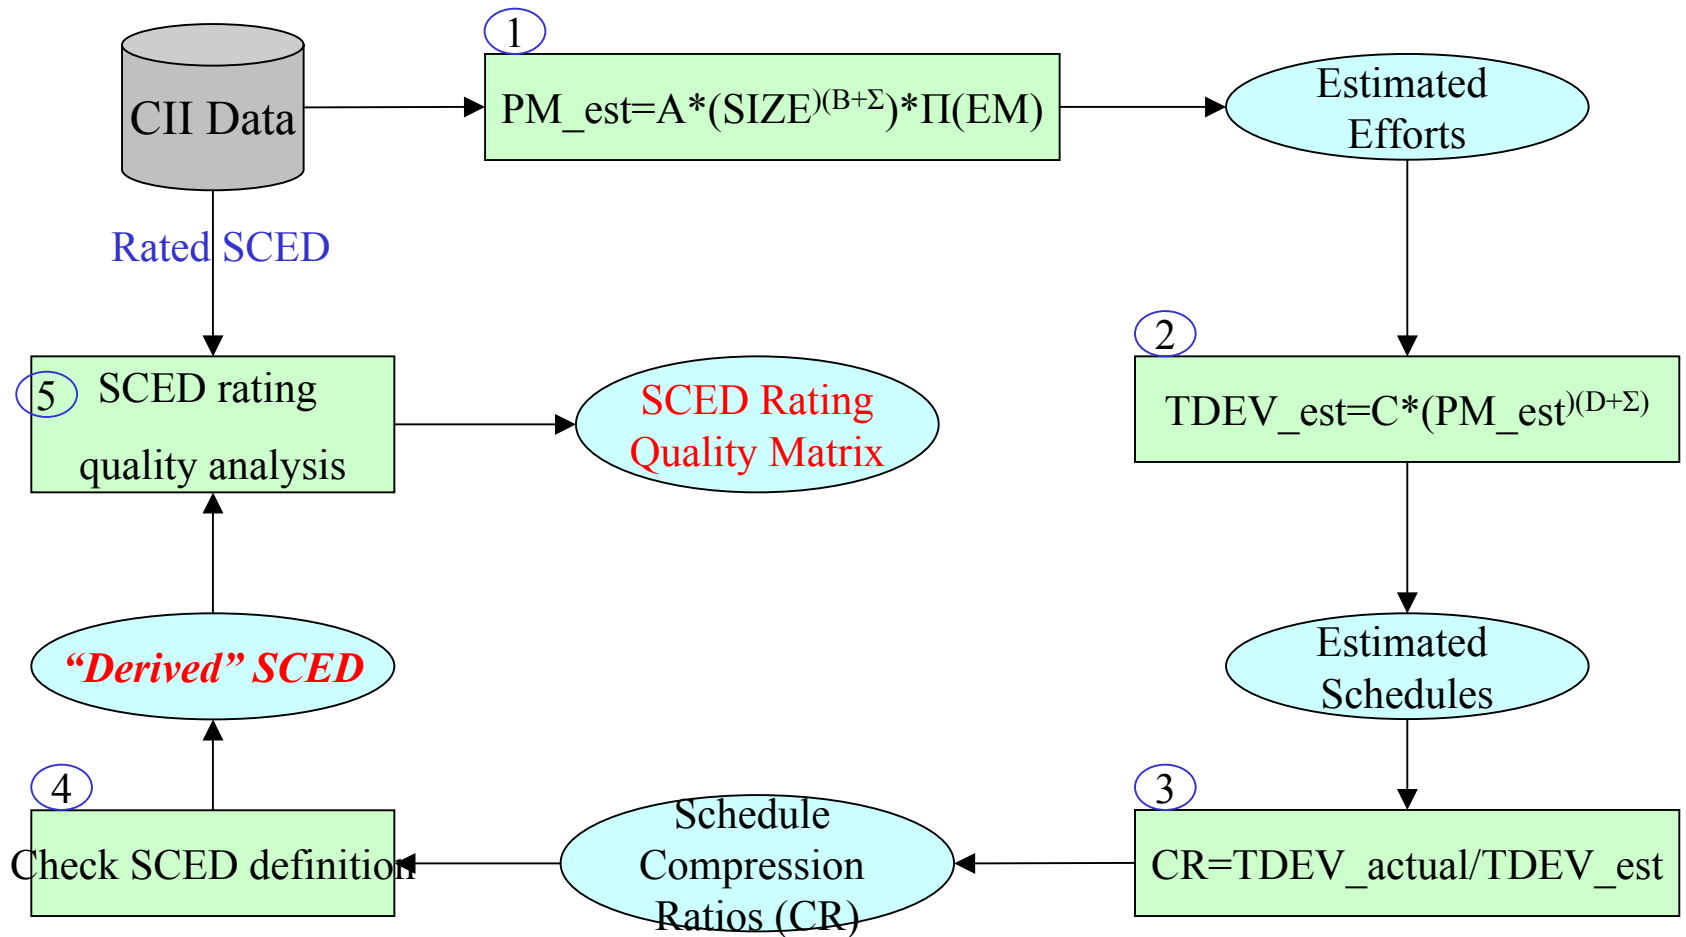 1
CII Data
PM_est=A*(SIZE)(B+Σ)*Π(EM)
Estimated
Efforts
Rated SCED
2
TDEV_est=C*(PM_est)(D+Σ)
5
SCED rating
quality analysis
SCED Rating
Quality Matrix
“Derived” SCED
Estimated
Schedules
4
Check SCED definition
Schedule
Compression
Ratios (CR)
3
CR=TDEV_actual/TDEV_est